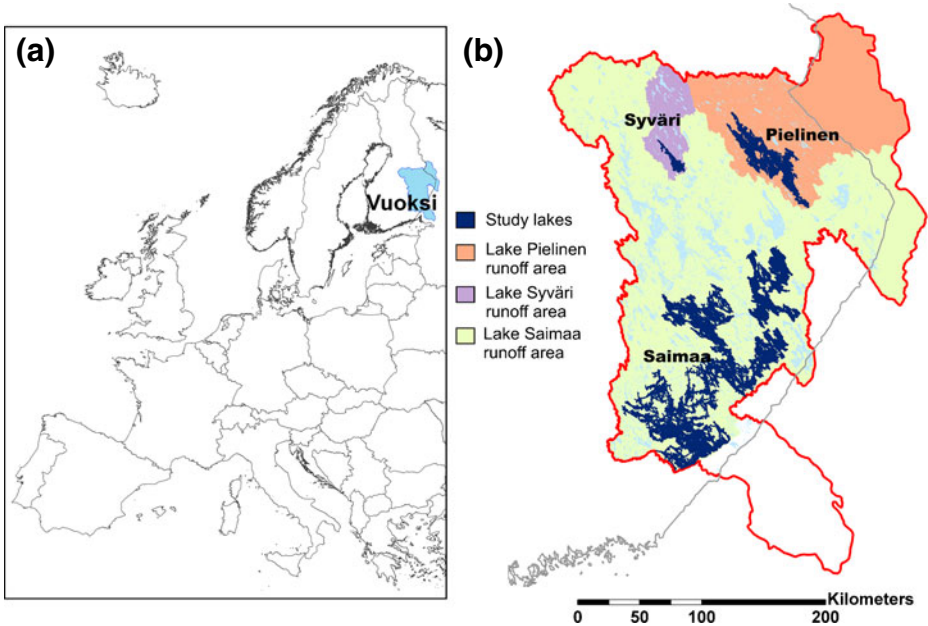 (a)
Vuoksi
(b)
Syväri
Pielinen
Saimaa
Study lakes
Lake Pielinen
runoff area
Lake Syväri
runoff area
Lake Saimaa
runoff area
Kilometers
0 50 100 200